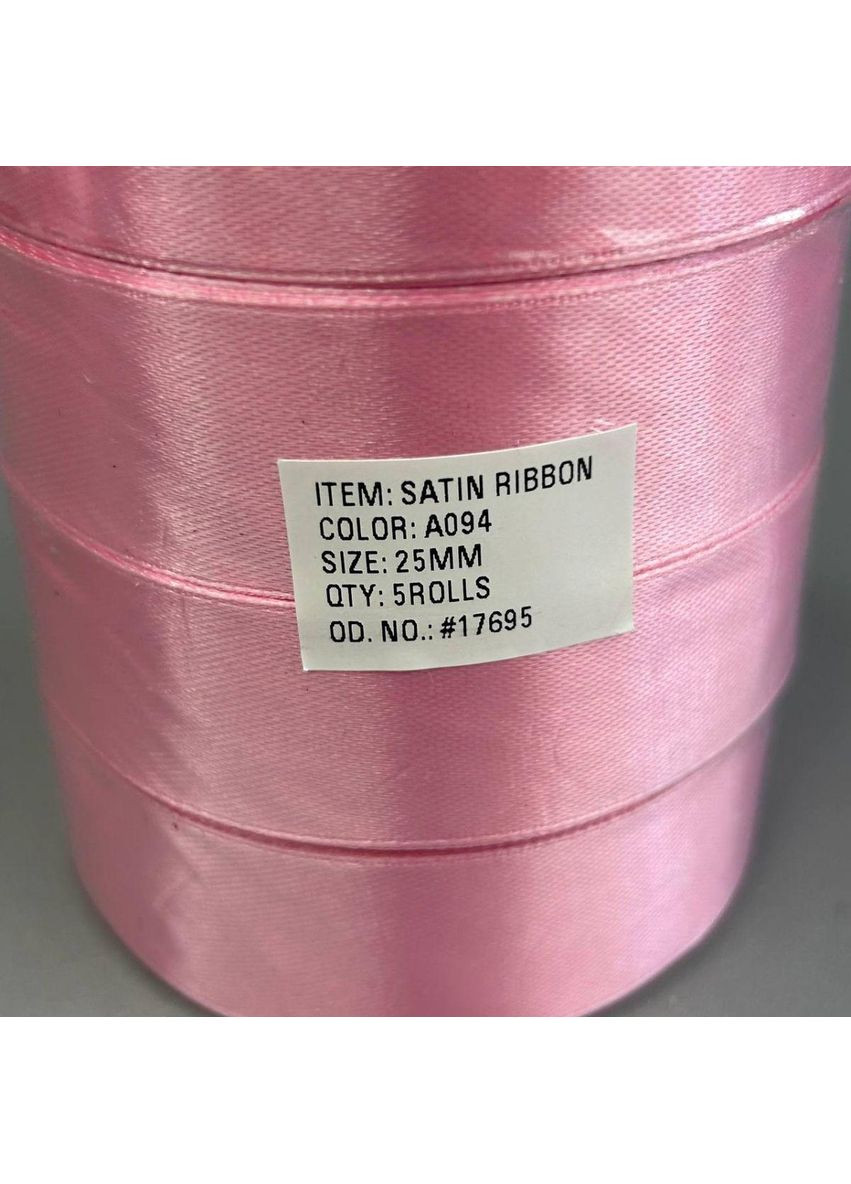 ITEM: SATIN RIBBON
COLOR: A094
SIZE: 25MM
QTY: 5ROLLS
OD. NO.: #17695